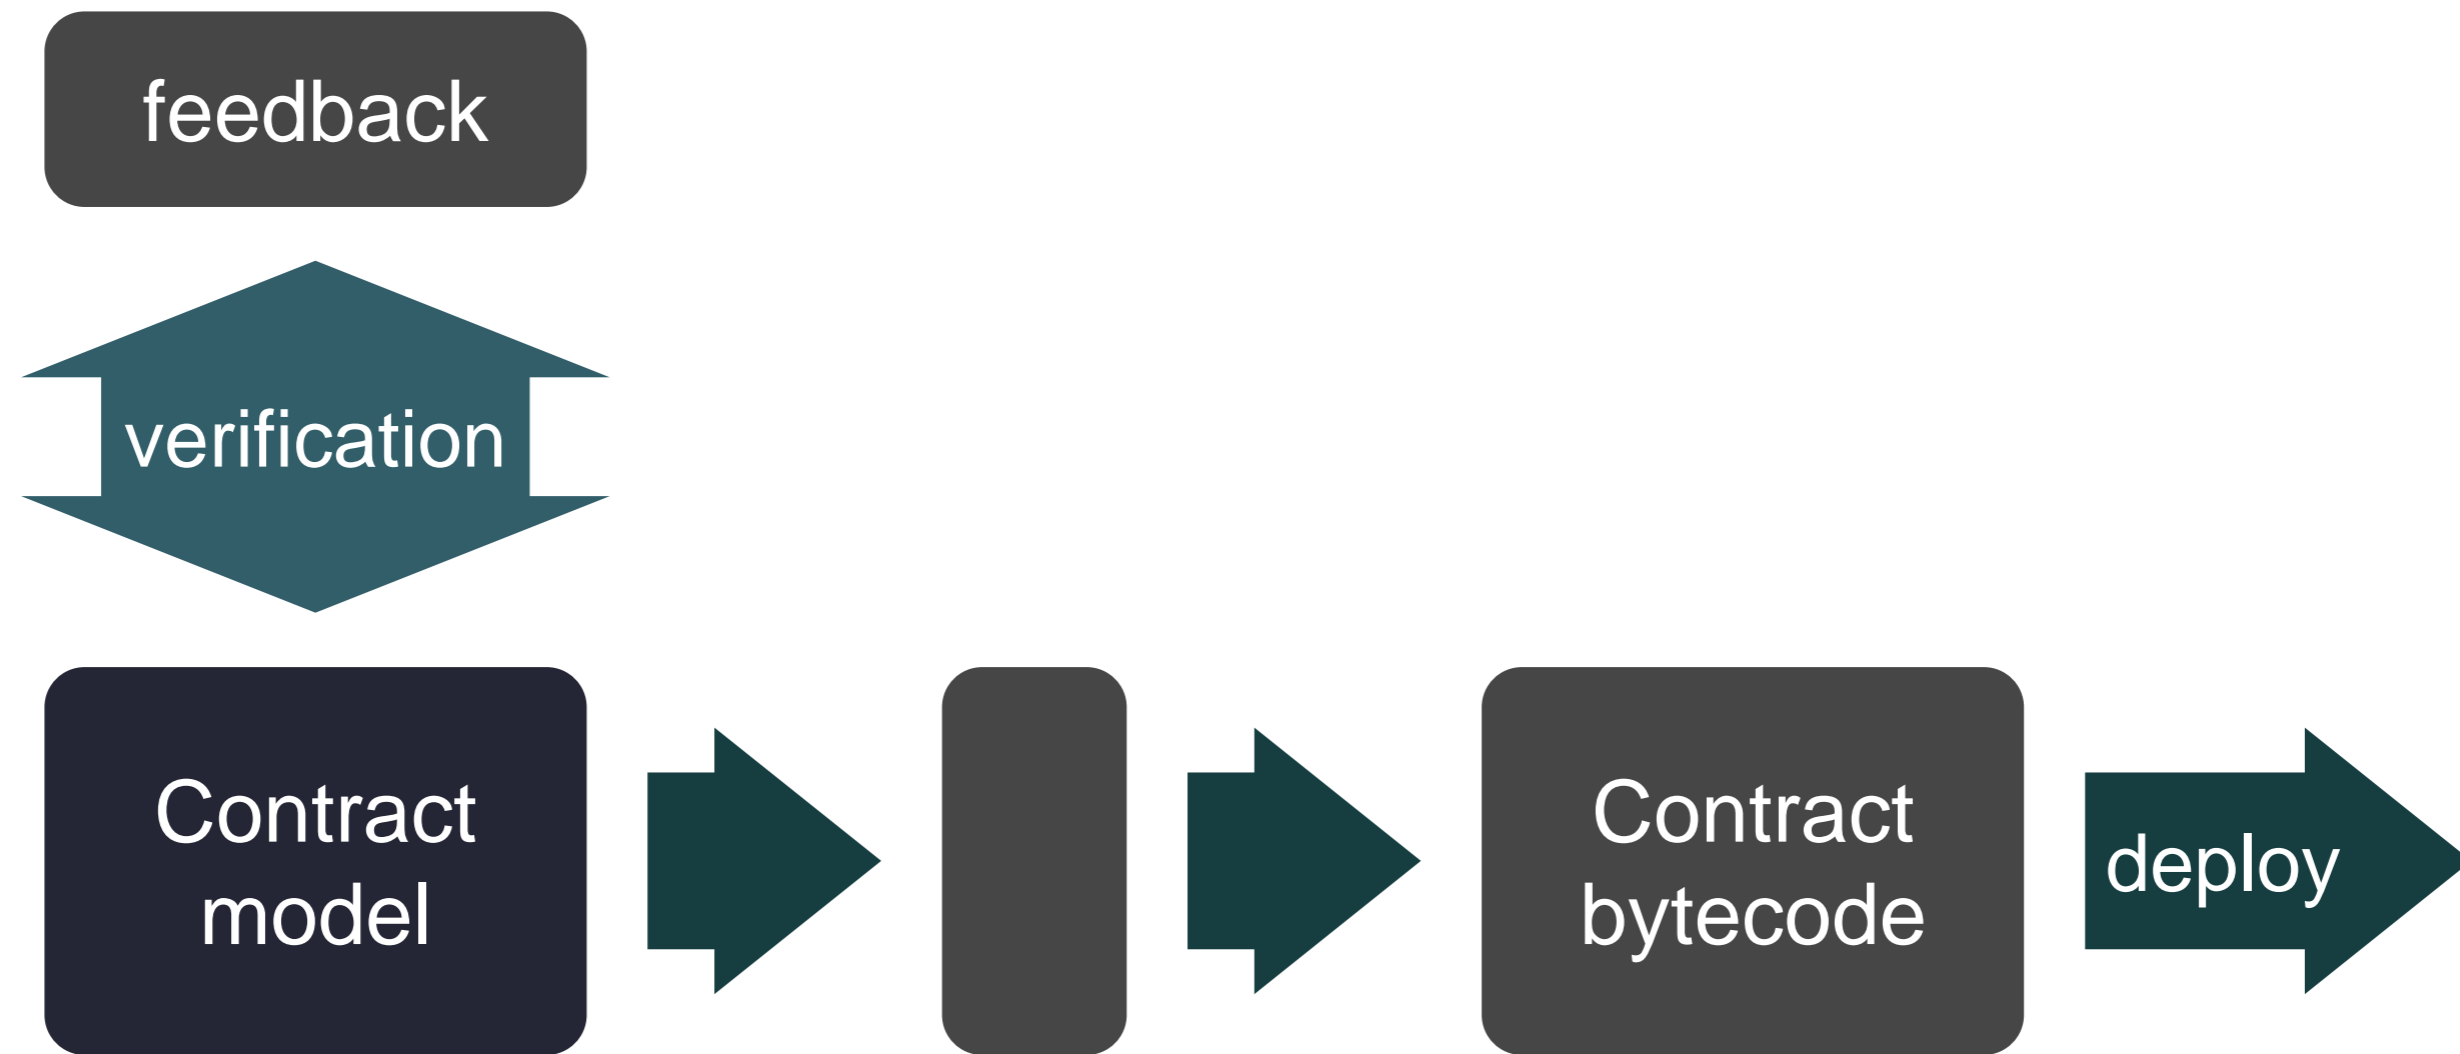 feedback
verification
Contract
model
Contract
bytecode
deploy